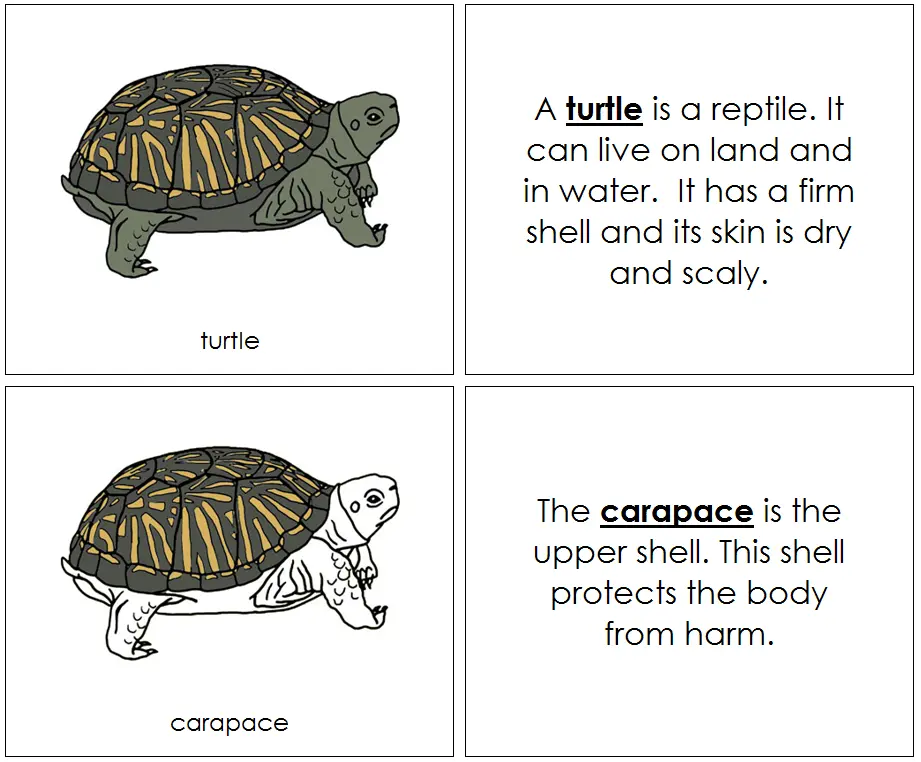 turtle
A turtle is a reptile. It
can live on land and
in water.  It has a firm
shell and its skin is dry
and scaly.
carapace
The carapace is the
upper shell. This shell
protects the body
from harm.